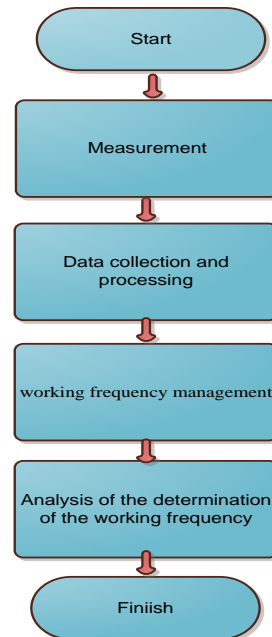 Start
Measurement
Data collection and
processing
working frequency management
Analysis of the determination
of the working frequency
Finiish